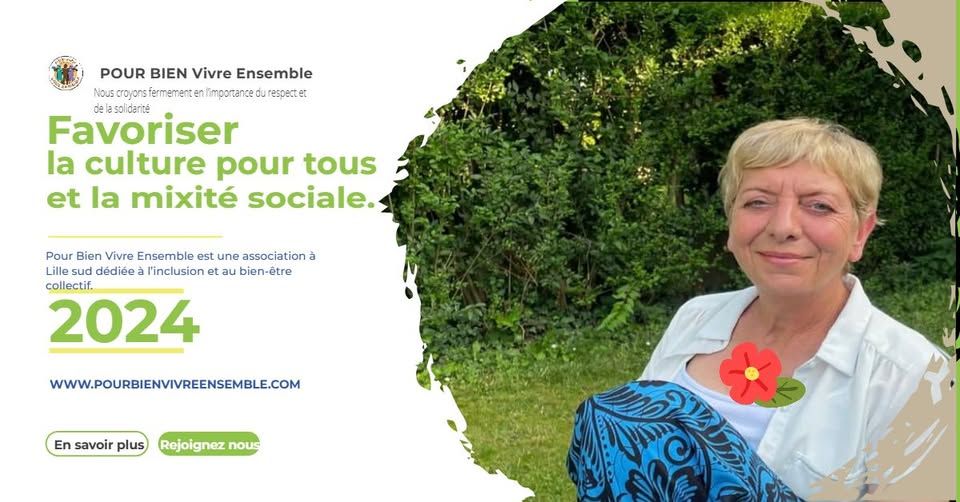 POUR BIEN Vivre Ensemble
Nous croyons fermement en l'importance du respect et
de la solidarité
Favoriser
la culture pour tous
et la mixité sociale.
Pour Bien Vivre Ensemble est une association à
Lille sud dédiée à l'inclusion et au bien-être
collectif.
2024
WWW.POURBIENVIVREENSEMBLE.COM
En savoir plus
Rejoignez nous